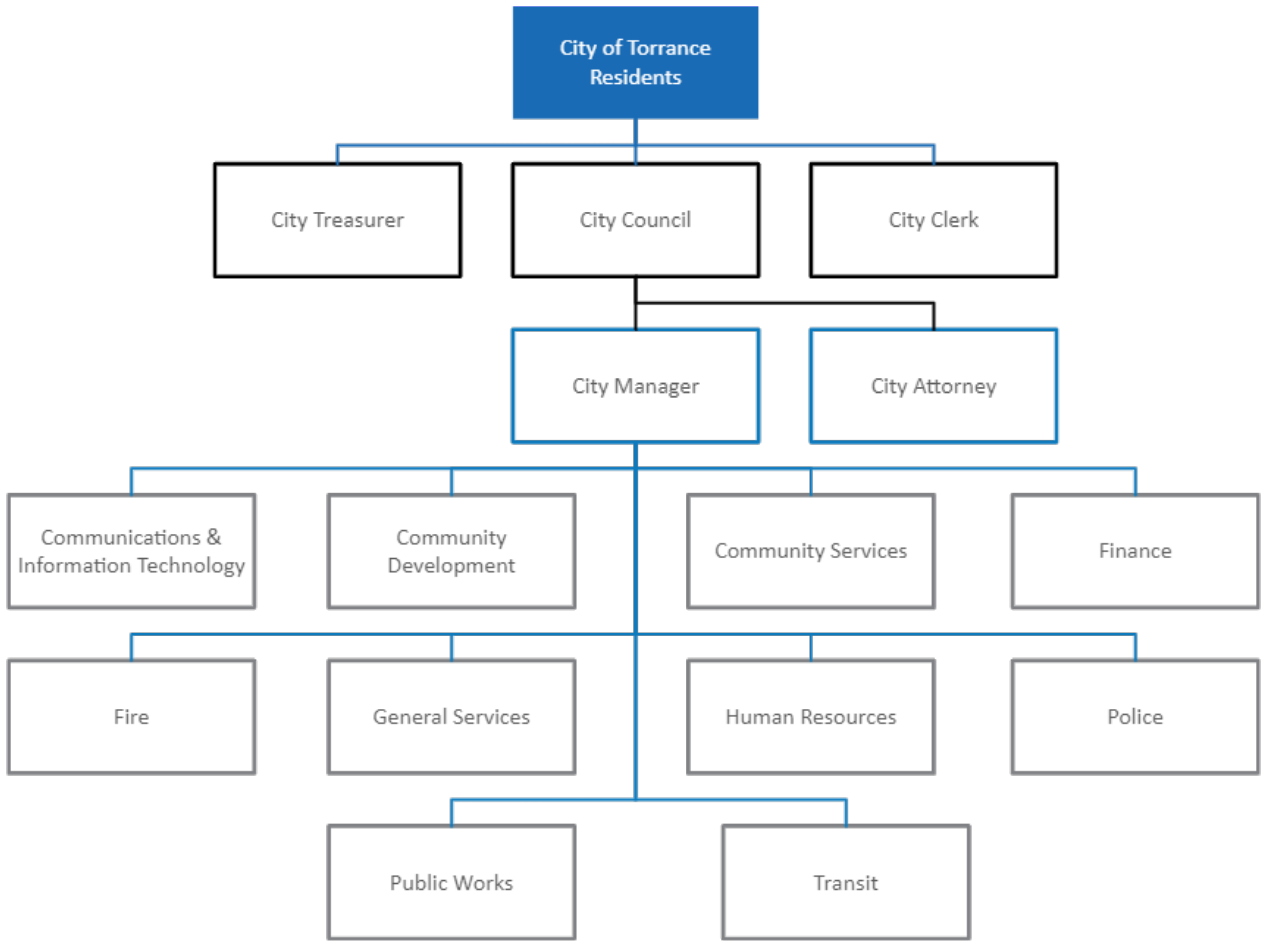 City of Torrance
Residents
City Treasurer
City Council
City Clerk
City Manager
City Attorney
Communications &
Information Technology
Community
Development
Community Services
Finance
Fire
General Services
Human Resources
Police
Public Works
Transit